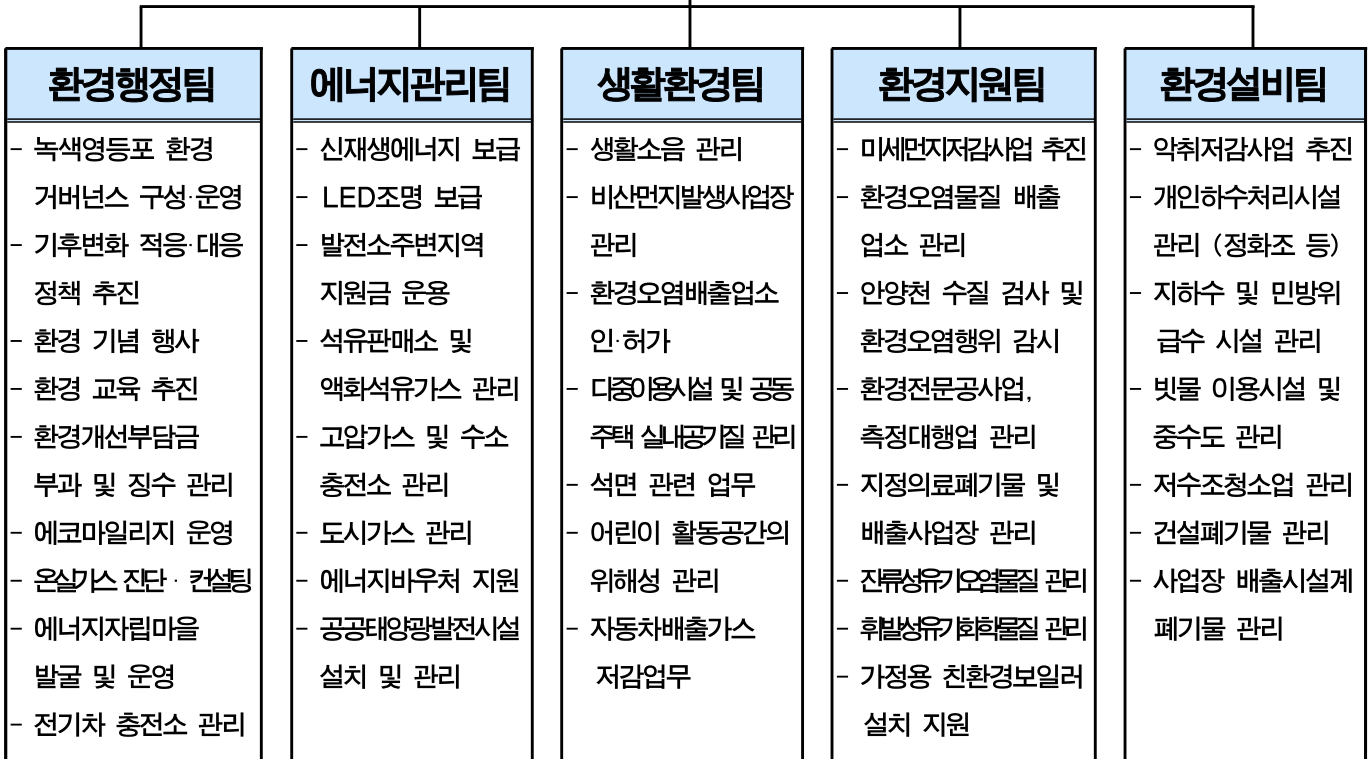 환경행정팀
- 녹색영등포 환경
거버넌스 구성·운영
- 기후변화 적응·대응
정책 추진
- 환경 기념 행사
- 환경 교육 추진
- 환경개선부담금
부과 및 징수 관리
- 에코마일리지 운영
- 온실가스 진단 · 컨설팅
- 에너지자립마을
발굴 및 운영
- 전기차 충전소 관리
에너지관리팀
- 신재생에너지 보급
- LED조명 보급
- 발전소주변지역
지원금 운용
- 석유판매소 및
액화석유가스 관리
- 고압가스 및 수소
충전소 관리
- 도시가스 관리
- 에너지바우처 지원
- 공공태양광발전시설
설치 및 관리
생활환경팀
- 생활소음 관리
- 비산먼지발생사업장
관리
- 환경오염배출업소
인·허가
- 다중이용시설 및 공동
주택 실내공기질 관리
- 석면 관련 업무
- 어린이 활동공간의
위해성 관리
- 자동차배출가스
저감업무
환경지원팀
- 미세먼지저감사업 추진
- 환경오염물질 배출
업소 관리
- 안양천 수질 검사 및
환경오염행위 감시
- 환경전문공사업,
측정대행업 관리
- 지정의료폐기물 및
배출사업장 관리
- 잔류성유기오염물질 관리
- 휘발성유기화학물질 관리
- 가정용 친환경보일러
설치 지원
환경설비팀
- 악취저감사업 추진
- 개인하수처리시설
관리 (정화조 등)
- 지하수 및 민방위
급수 시설 관리
- 빗물 이용시설 및
중수도 관리
- 저수조청소업 관리
- 건설폐기물 관리
- 사업장 배출시설계
폐기물 관리